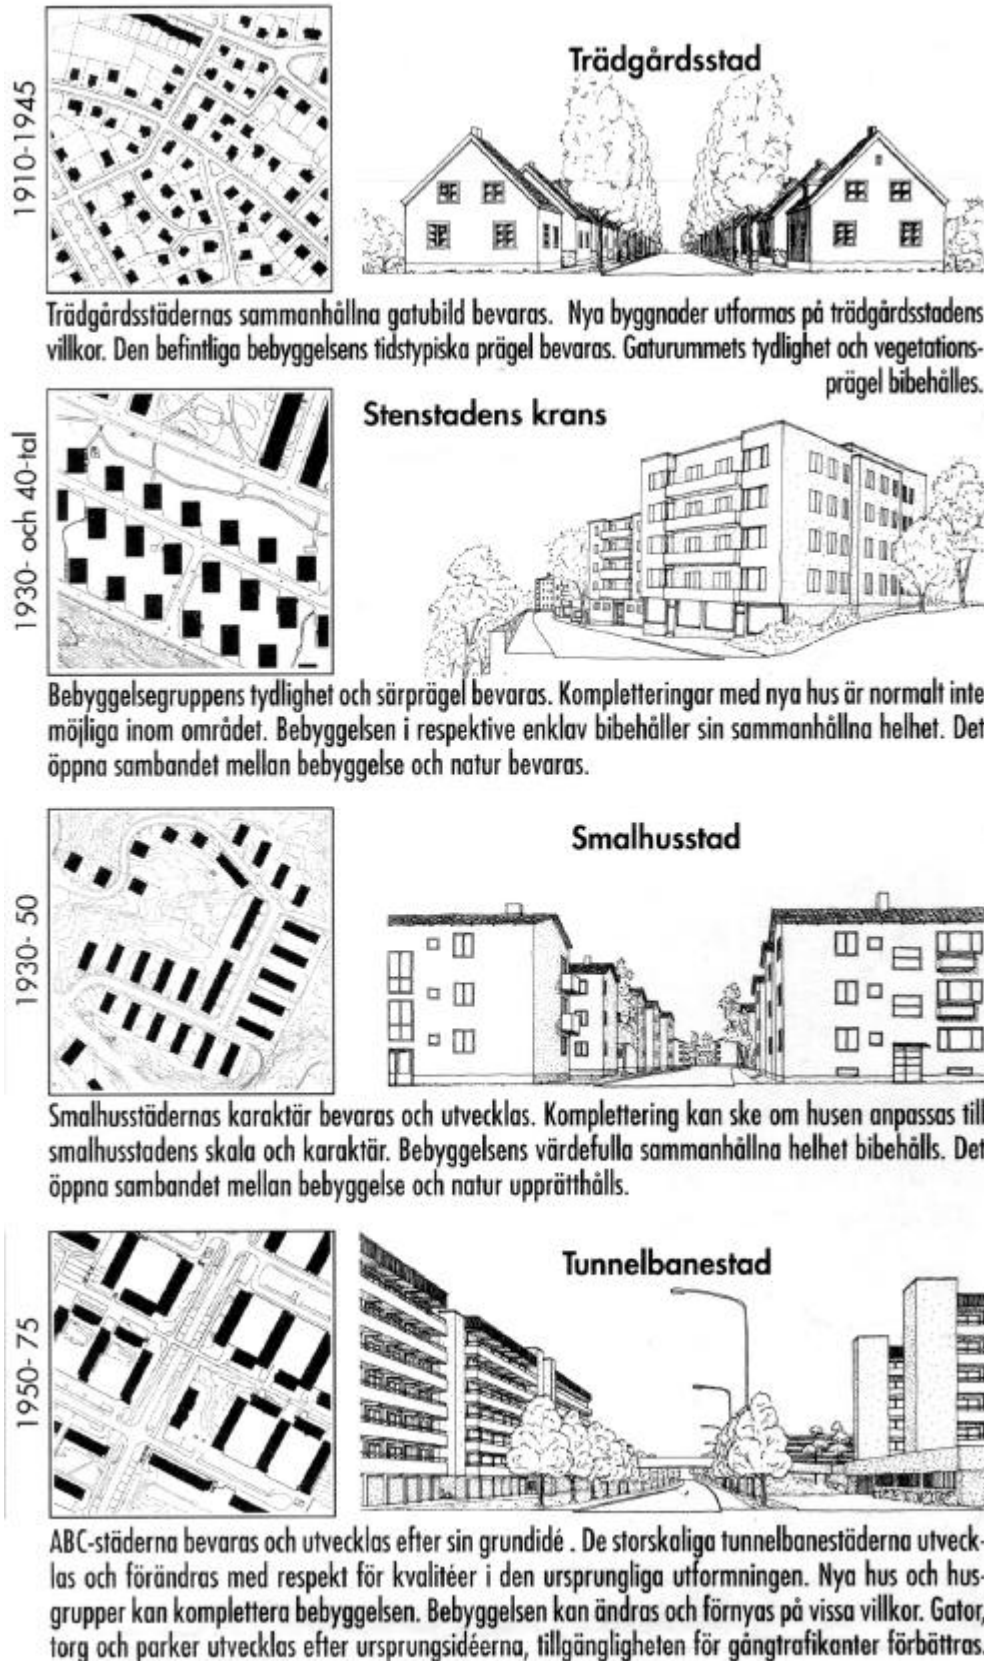 1910-1945
Trädgårdsstad
Trädgårdsstädernas sammanhållna gatubild bevaras. Nya byggnader utformas på trädgårdsstadens
villkor. Den befintliga bebyggelsens tidstypiska prägel bevaras. Gaturummets tydlighet och vegetations-
prägel bibehålles.
1930- och 40-tal
Stenstadens krans
Bebyggelsegruppens tydlighet och särprägel bevaras. Kompletteringar med nya hus är normalt inte
möjliga inom området. Bebyggelsen i respektive enklav bibehåller sin sammanhållna helhet. Det
öppna sambandet mellan bebyggelse och natur bevaras.
1930- 50
Smalhusstad
Smalhusstädernas karaktär bevaras och utvecklas. Komplettering kan ske om husen anpassas till
smalhusstadens skala och karaktär. Bebyggelsens värdefulla sammanhållna helhet bibehålls. Det
öppna sambandet mellan bebyggelse och natur upprätthålls.
1950- 75
Tunnelbanestad
ABC-städerna bevaras och utvecklas efter sin grundidé . De storskaliga tunnelbanestäderna utveck-
las och förändras med respekt för kvalitéer i den ursprungliga utformningen. Nya hus och hus-
grupper kan komplettera bebyggelsen. Bebyggelsen kan ändras och förnyas på vissa villkor. Gator,
torg och parker utvecklas efter ursprungsidéerna, tillgängligheten för gångtrafikanter förbättras.